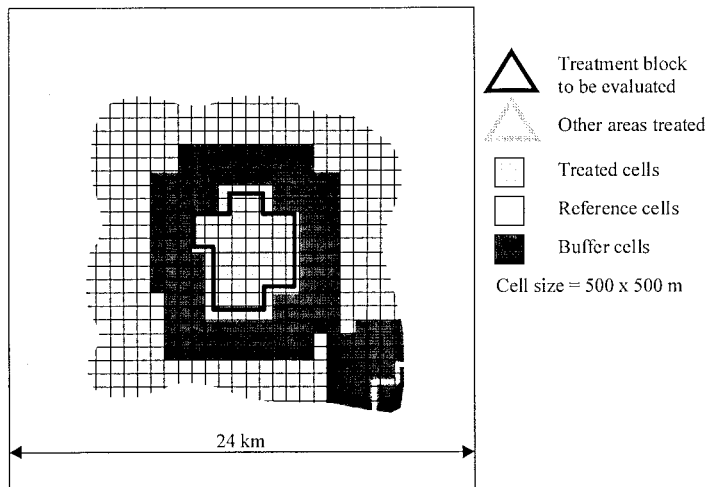 Treatment block
to be evaluated
Other areas treated
Treated cells
Reference cells
Buffer cells
Cell size = 500 x 500 m
24 km